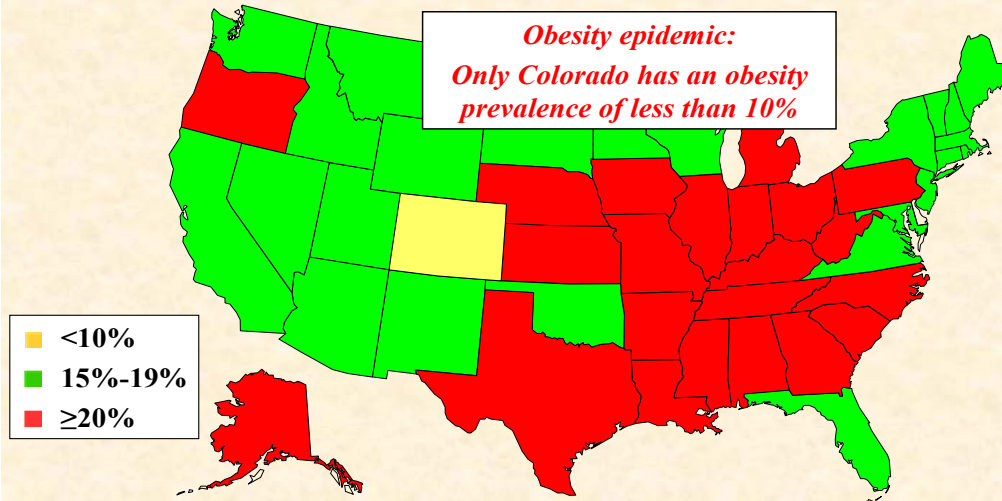 Obesity epidemic:
Only Colorado has an obesity
prevalence of less than 10%
<10%
15%-19%
≥20%